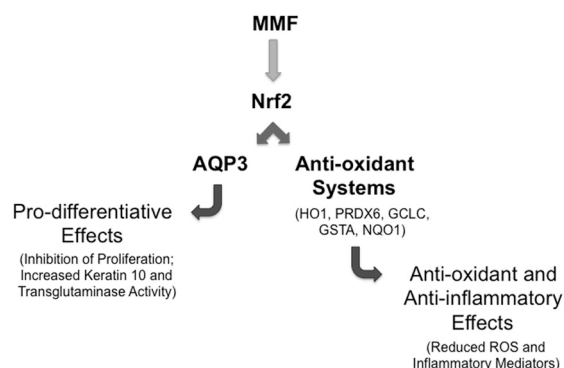 MMF
Nrf2
AQP3
Anti-oxidant
Systems
(HO1, PRDX6, GCLC,
GSTA, NQO1)
Pro-differentiative
Effects
(Inhibition of Proliferation;
Increased Keratin 10 and
Transglutaminase Activity)
Anti-oxidant and
Anti-inflammatory
Effects
(Reduced ROS and
Inflammatory Mediators)